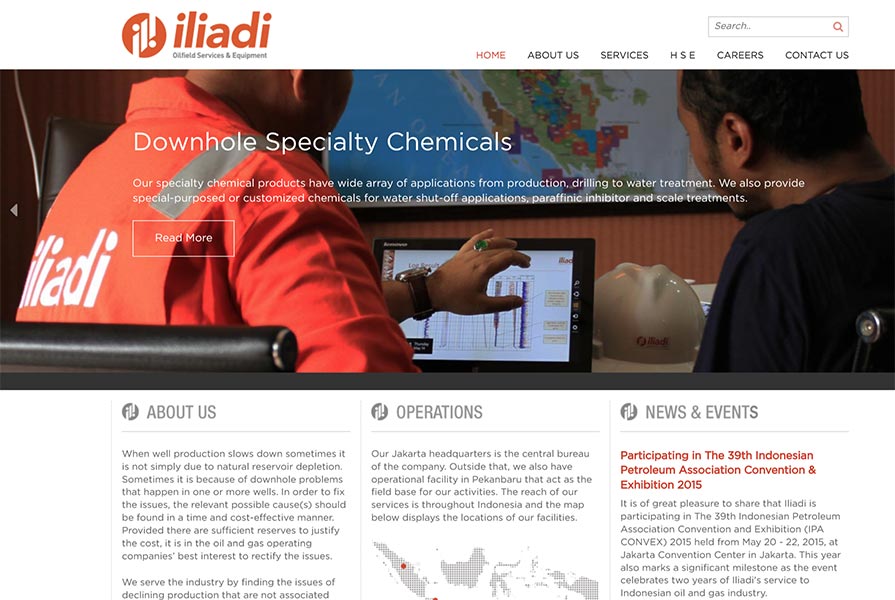 iliadi
Oilfield Services & Equipment
Search..
HOME ABOUT US SERVICES H S E CAREERS CONTACT US
Downhole Specialty Chemicals
Our specialty chemical products have wide array of applications from production, drilling to water treatment. We also provide
special-purposed or customized chemicals for water shut-off applications, paraffinic inhibitor and scale treatments.
Read More
iliadi
Log Result
iliadi
ABOUT US
When well production slows down sometimes it
is not simply due to natural reservoir depletion.
Sometimes it is because of downhole problems
that happen in one or more wells. In order to fix
the issues, the relevant possible cause(s) should
be found in a time and cost-effective manner.
Provided there are sufficient reserves to justify
the cost, it is in the oil and gas operating
companies' best interest to rectify the issues.
We serve the industry by finding the issues of
declining production that are not associated
OPERATIONS
Our Jakarta headquarters is the central bureau
of the company. Outside that, we also have
operational facility in Pekanbaru that act as the
field base for our activities. The reach of our
services is throughout Indonesia and the map
below displays the locations of our facilities.
NEWS & EVENTS
Participating in The 39th Indonesian
Petroleum Association Convention &
Exhibition 2015
It is of great pleasure to share that Iliadi is
participating in The 39th Indonesian Petroleum
Association Convention and Exhibition (IPA
CONVEX) 2015 held from May 20 - 22, 2015, at
Jakarta Convention Center in Jakarta. This year
also marks a significant milestone as the event
celebrates two years of Iliadi's service to
Indonesian oil and gas industry.